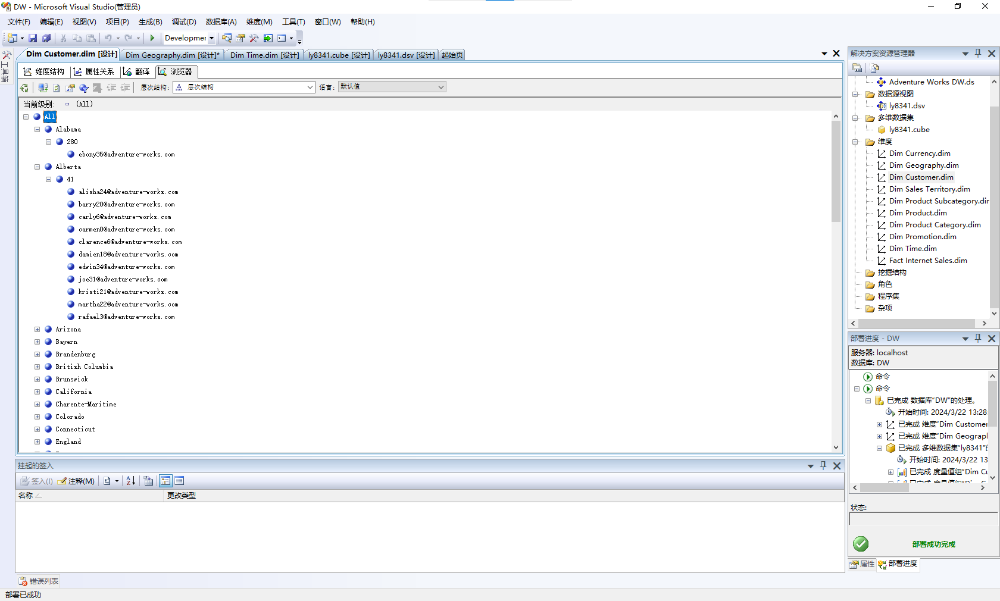 DW - Microsoft Visual Studio(管理员)
文件(F) 编辑(E) 视图(V) 项目(P) 生成(B) 调试(D) 数据库(A) 维度(M) 工具(T) 窗口(W) 帮助(H)
Developmer
工具箱
Dim Customer.dim [设计] Dim Geography.dim [设计]* Dim Time.dim [设计] ly8341.cube [设计] ly8341.dsv [设计] 起始页
维度结构 属性关系 翻译 浏览器
层次结构: 层次结构 语言: 默认值
当前级别: (All)
All
Alabama
280
ebony35@adventure-works.com
Alberta
41
alisha24@adventure-works.com
barry20@adventure-works.com
carly6@adventure-works.com
carmen0@adventure-works.com
clarence6@adventure-works.com
damien18@adventure-works.com
edwin34@adventure-works.com
joe31@adventure-works.com
kristi21@adventure-works.com
martha22@adventure-works.com
rafael3@adventure-works.com
Arizona
Bayern
Brandenburg
British Columbia
Brunswick
California
Charente-Maritime
Colorado
Connecticut
England
挂起的签入
签入(I) 注释(M)
名称 更改类型
错误列表
部署已成功
解决方案资源管理器
Adventure Works DW.ds
数据源视图
ly8341.dsv
多维数据集
ly8341.cube
维度
Dim Currency.dim
Dim Geography.dim
Dim Customer.dim
Dim Sales Territory.dim
Dim Product Subcategory.dim
Dim Product.dim
Dim Product Category.dim
Dim Promotion.dim
Dim Time.dim
Fact Internet Sales.dim
挖掘结构
角色
程序集
杂项
部署进度 - DW
服务器: localhost
数据库: DW
命令
命令
已完成 数据库“DW”的处理。
开始时间: 2024/3/22 13:28
已完成 维度“Dim Customer
已完成 维度“Dim Geograpl
已完成 多维数据集“ly8341”的
开始时间: 2024/3/22 13
已完成 度量值组“Dim Cu
状态:
部署成功完成
属性 部署进度